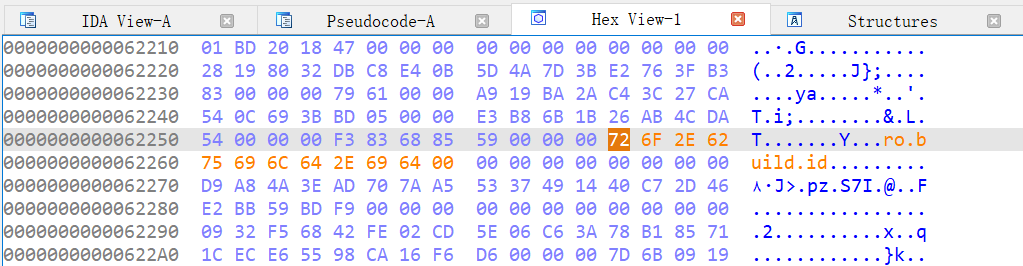 IDA View-A Pseudocode-A Hex View-1 Structures
0000000000062210 01 BD 20 18 47 00 00 00 00 00 00 00 00 00 00 00 ..·.G...........
0000000000062220 28 19 80 32 DB C8 E4 0B 5D 4A 7D 3B E2 76 3F B3 (..2.....J};....
0000000000062230 83 00 00 00 79 61 00 00 A9 19 BA 2A C4 3C 27 CA ....ya.....*..'.
0000000000062240 54 0C 69 3B BD 05 00 00 E3 B8 6B 1B 26 AB 4C DA T.i;........&.L.
0000000000062250 54 00 00 00 F3 83 68 85 59 00 00 00 72 6F 2E 62 T.......Y...ro.b
0000000000062260 75 69 6C 64 2E 69 64 00 00 00 00 00 00 00 00 00 uild.id.........
0000000000062270 D9 A8 4A 3E AD 70 7A A5 53 37 49 14 40 C7 2D 46 ٨·J>.pz.S7I.@..F
0000000000062280 E2 BB 59 BD F9 00 00 00 00 00 00 00 00 00 00 00 ................
0000000000062290 09 32 F5 68 42 FE 02 CD 5E 06 C6 3A 78 B1 85 71 .2..........x..q
00000000000622A0 1C EC E6 55 98 CA 16 F6 D6 00 00 00 7D 6B 09 19 ............}k..